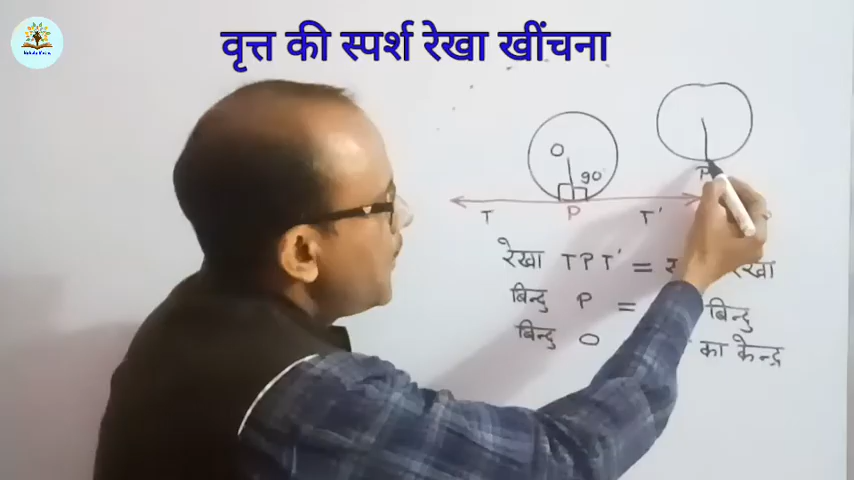 वृत्त की स्पर्श रेखा खींचना
O
90°
P
T P T'
रेखा TPT' = रेखा
बिन्दु P = बिन्दु
बिन्दु O का केन्द्र